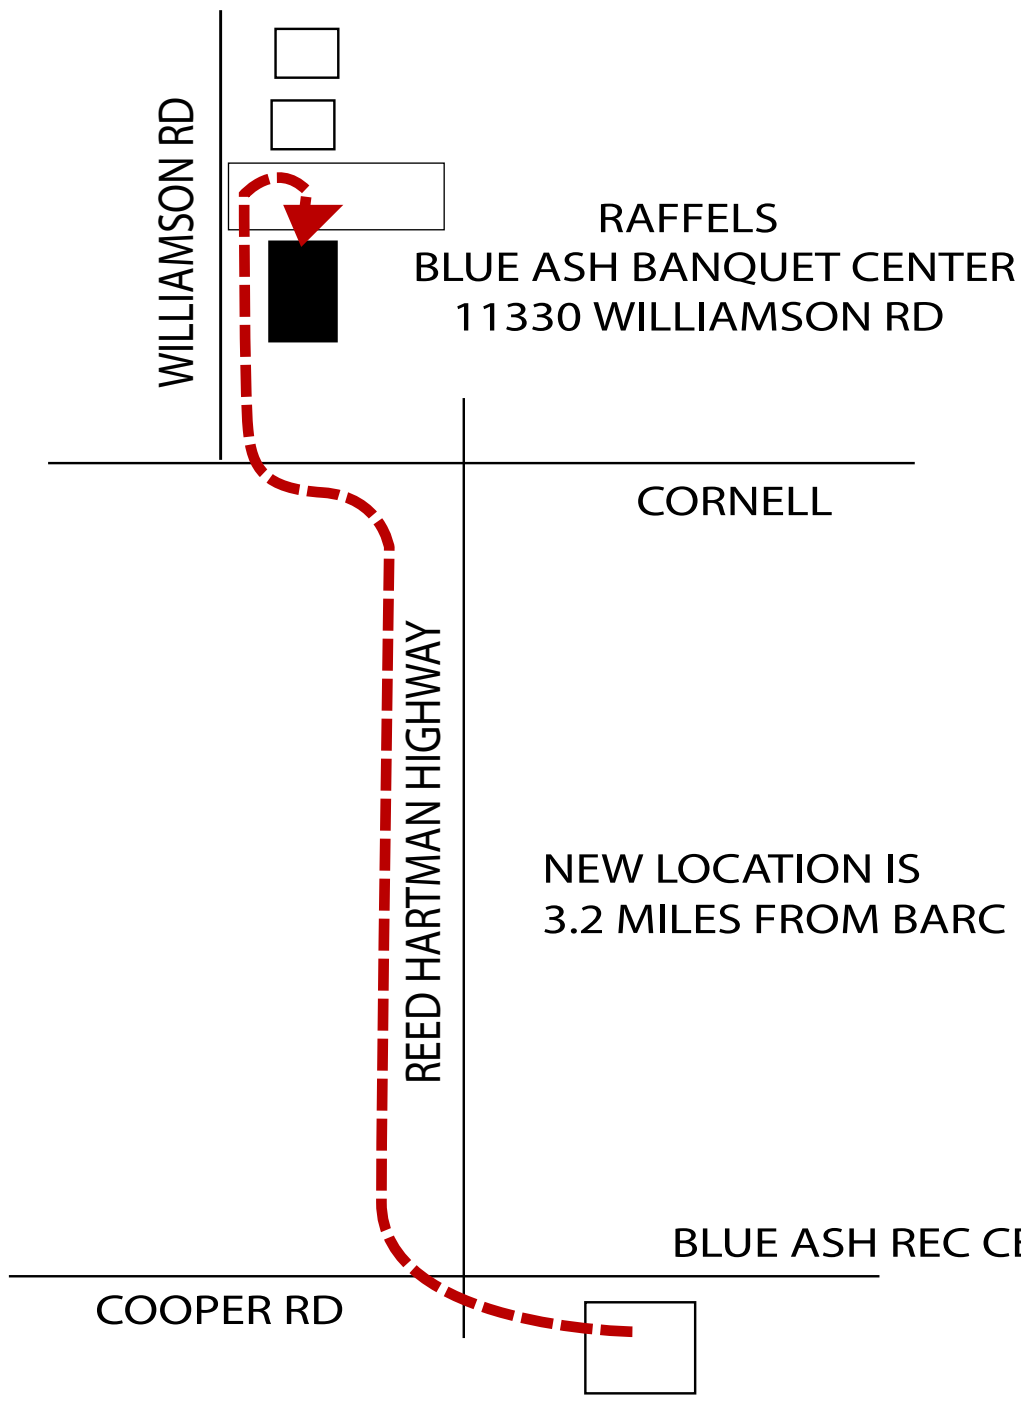 WILLIAMSON RD
RAFFELS
BLUE ASH BANQUET CENTER
11330 WILLIAMSON RD
CORNELL
REED HARTMAN HIGHWAY
NEW LOCATION IS
3.2 MILES FROM BARC
BLUE ASH REC CE
COOPER RD